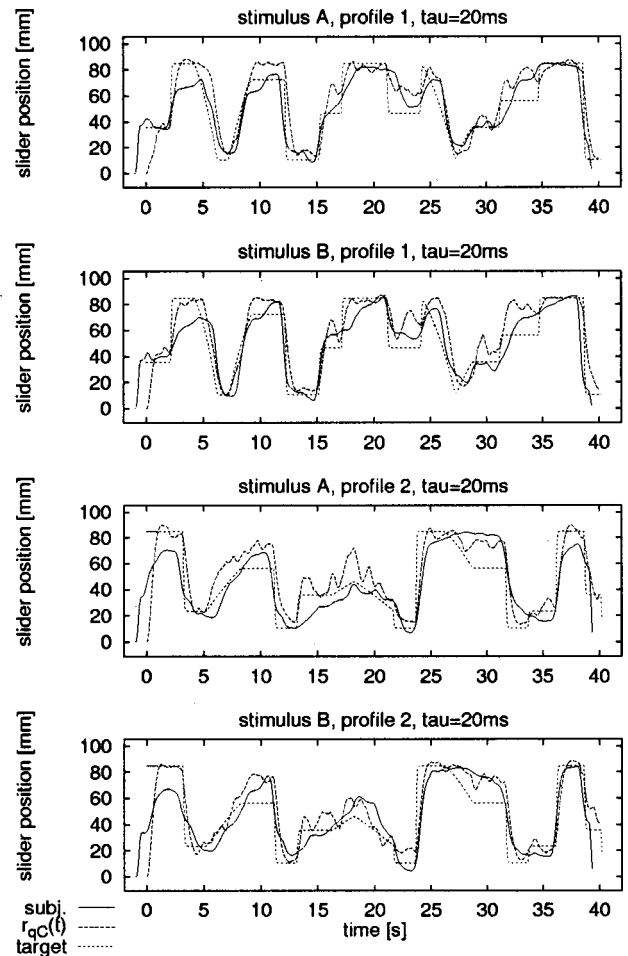 stimulus A, profile 1, tau=20ms
slider position [mm]
100
80
60
40
20
0
0 5 10 15 20 25 30 35 40
stimulus B, profile 1, tau=20ms
slider position [mm]
100
80
60
40
20
0
0 5 10 15 20 25 30 35 40
stimulus A, profile 2, tau=20ms
slider position [mm]
100
80
60
40
20
0
0 5 10 15 20 25 30 35 40
stimulus B, profile 2, tau=20ms
slider position [mm]
100
80
60
40
20
0
0 5 10 15 20 25 30 35 40
time [s]
subj.
r_qC(t)
target